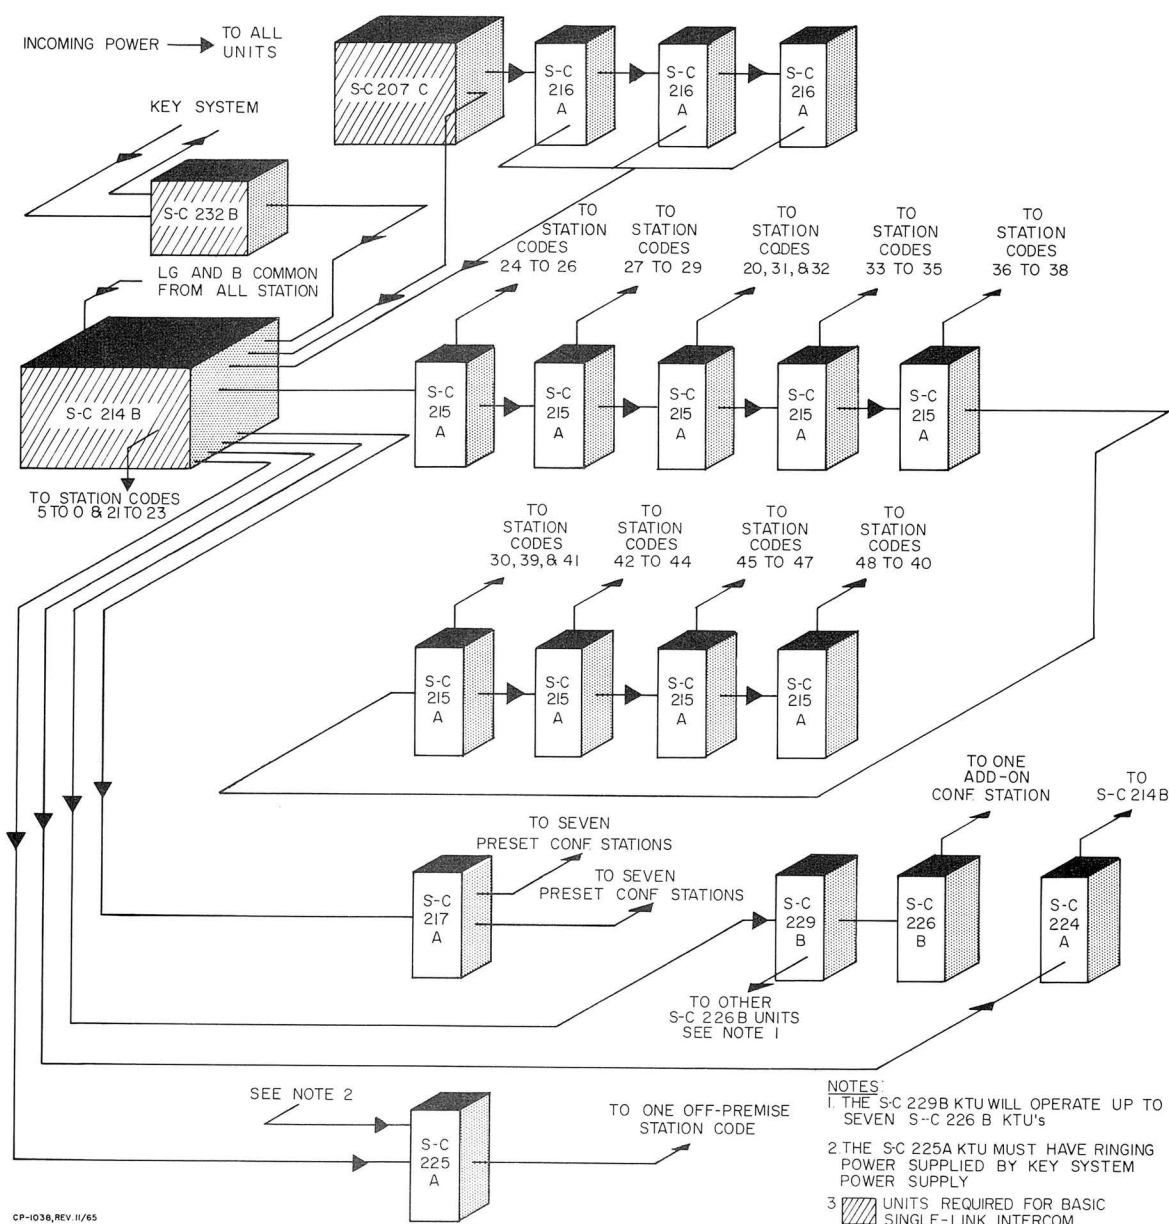 INCOMING POWER
TO ALL
UNITS
S-C 207 C
S-C
216
A
S-C
216
A
S-C
216
A
KEY SYSTEM
S-C 232 B
LG AND B COMMON
FROM ALL STATION
S-C 214 B
TO STATION CODES
5 TO 0 & 21 TO 23
TO
STATION
CODES
24 TO 26
TO
STATION
CODES
27 TO 29
TO
STATION
CODES
20, 31, & 32
TO
STATION
CODES
33 TO 35
TO
STATION
CODES
36 TO 38
S-C
215
A
S-C
215
A
S-C
215
A
S-C
215
A
S-C
215
A
TO
STATION
CODES
30, 39, & 41
TO
STATION
CODES
42 TO 44
TO
STATION
CODES
45 TO 47
TO
STATION
CODES
48 TO 40
S-C
215
A
S-C
215
A
S-C
215
A
S-C
215
A
TO SEVEN
PRESET CONF. STATIONS
TO SEVEN
PRESET CONF STATIONS
S-C
217
A
TO ONE
ADD-ON
CONF. STATION
TO
S-C 214B
S-C
229
B
S-C
226
B
S-C
224
A
TO OTHER
S-C 226B UNITS
SEE NOTE 1
SEE NOTE 2
S-C
225
A
TO ONE OFF-PREMISE
STATION CODE
NOTES:
1. THE S-C 229B KTU WILL OPERATE UP TO
SEVEN S--C 226 B KTU's
2. THE S-C 225A KTU MUST HAVE RINGING
POWER SUPPLIED BY KEY SYSTEM
POWER SUPPLY
3 UNITS REQUIRED FOR BASIC
SINGLE-LINK INTERCOM
CP-1038, REV. 11/65